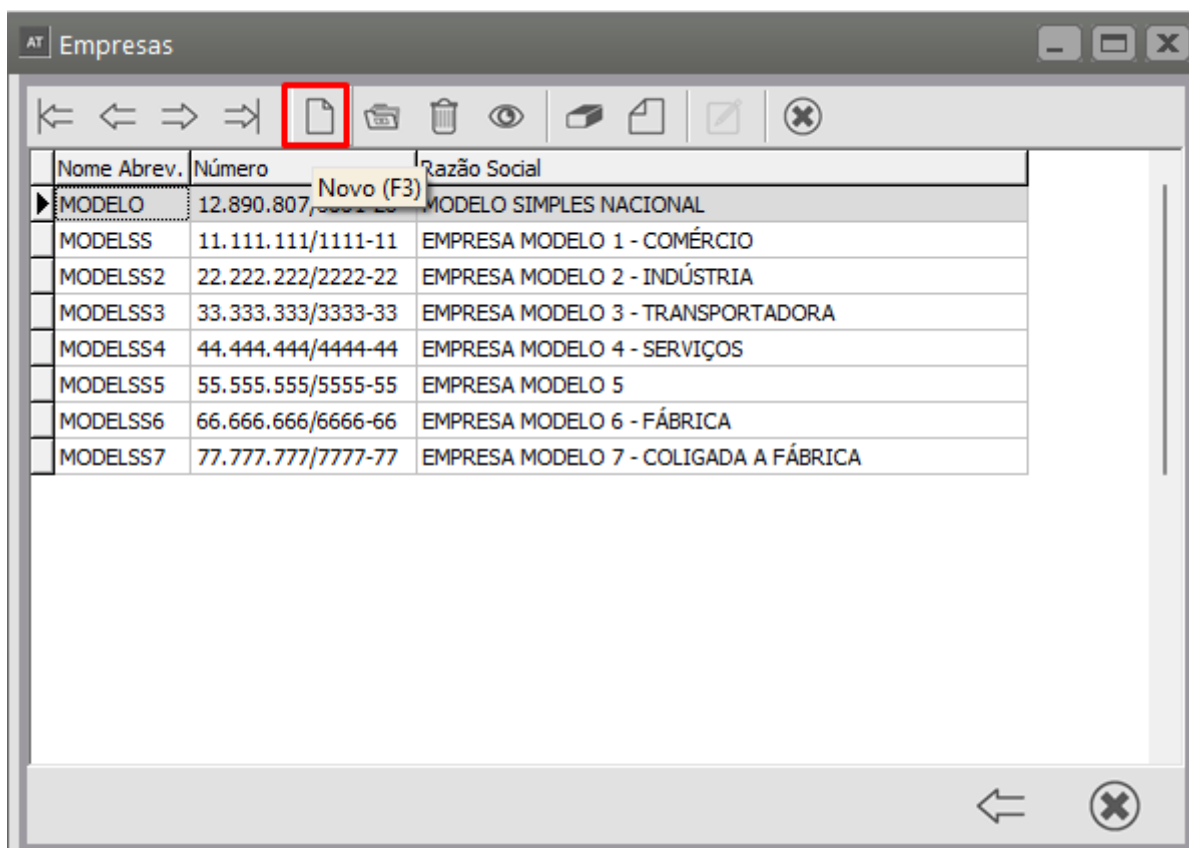 AT Empresas
Nome Abrev. Número Razão Social
Novo (F3)
MODELO 12.890.807/ MODELO SIMPLES NACIONAL
MODELSS 11.111.111/1111-11 EMPRESA MODELO 1 - COMÉRCIO
MODELSS2 22.222.222/2222-22 EMPRESA MODELO 2 - INDÚSTRIA
MODELSS3 33.333.333/3333-33 EMPRESA MODELO 3 - TRANSPORTADORA
MODELSS4 44.444.444/4444-44 EMPRESA MODELO 4 - SERVIÇOS
MODELSS5 55.555.555/5555-55 EMPRESA MODELO 5
MODELSS6 66.666.666/6666-66 EMPRESA MODELO 6 - FÁBRICA
MODELSS7 77.777.777/7777-77 EMPRESA MODELO 7 - COLIGADA A FÁBRICA